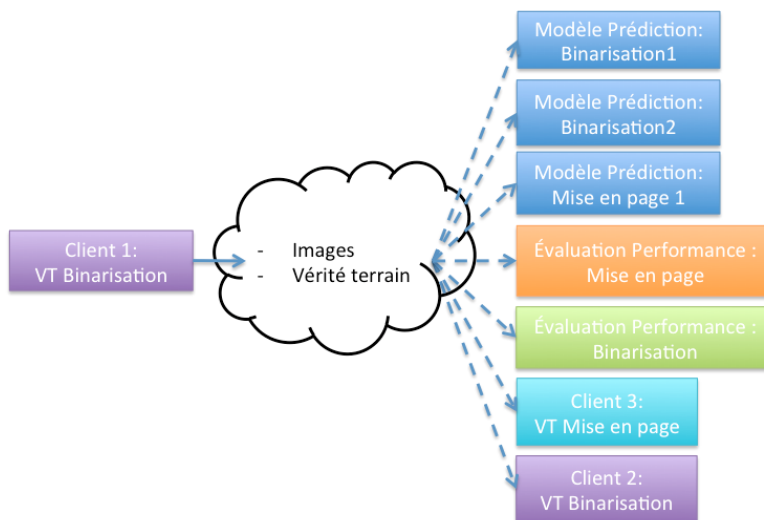 Modèle Prédiction:
Binarisation1
Modèle Prédiction:
Binarisation2
Modèle Prédiction:
Mise en page 1
Client 1:
VT Binarisation
- Images
- Vérité terrain
Évaluation Performance :
Mise en page
Évaluation Performance :
Binarisation
Client 3:
VT Mise en page
Client 2:
VT Binarisation